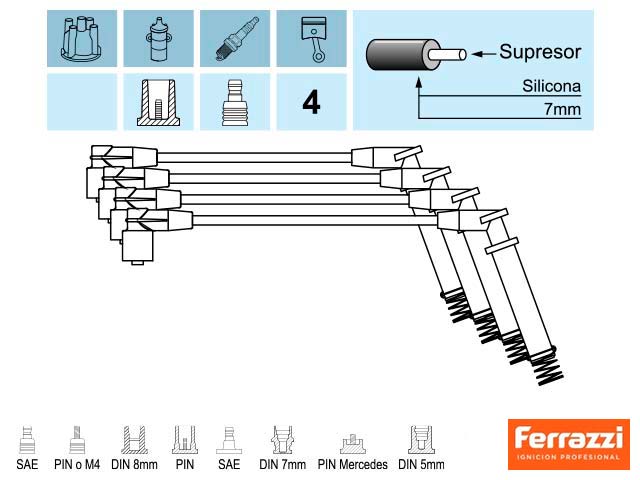 Supresor
Silicona
7mm
4
SAE PIN o M4 DIN 8mm PIN SAE DIN 7mm PIN Mercedes DIN 5mm
Ferrazzi
IGNICION PROFESIONAL